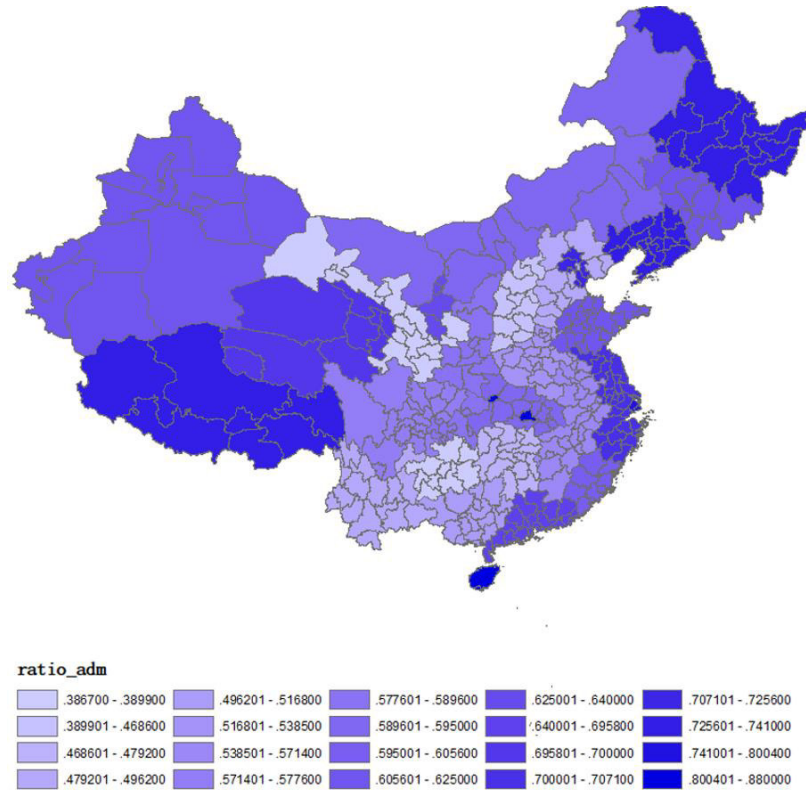 ratio_adm
.386700 - .389900 .496201 - .516800 .577601 - .589600 .625001 - .640000 .707101 - .725600
.389901 - .468600 .516801 - .538500 .589601 - .595000 .640001 - .695800 .725601 - .741000
.468601 - .479200 .538501 - .571400 .595001 - .605600 .695801 - .700000 .741001 - .800400
.479201 - .496200 .571401 - .577600 .605601 - .625000 .700001 - .707100 .800401 - .880000